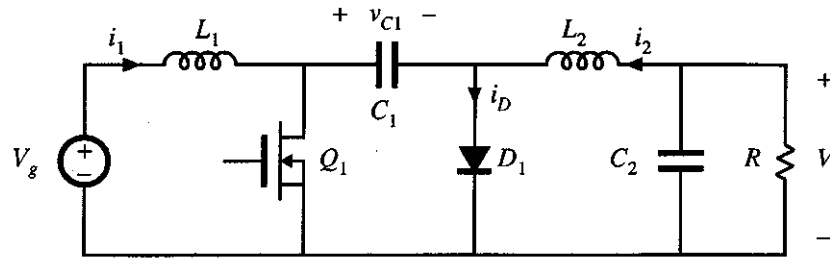 + v_C1 −
i_1 L_1 L_2 i_2
C_1 i_D +
V_g + − Q_1 D_1 C_2 R V
−